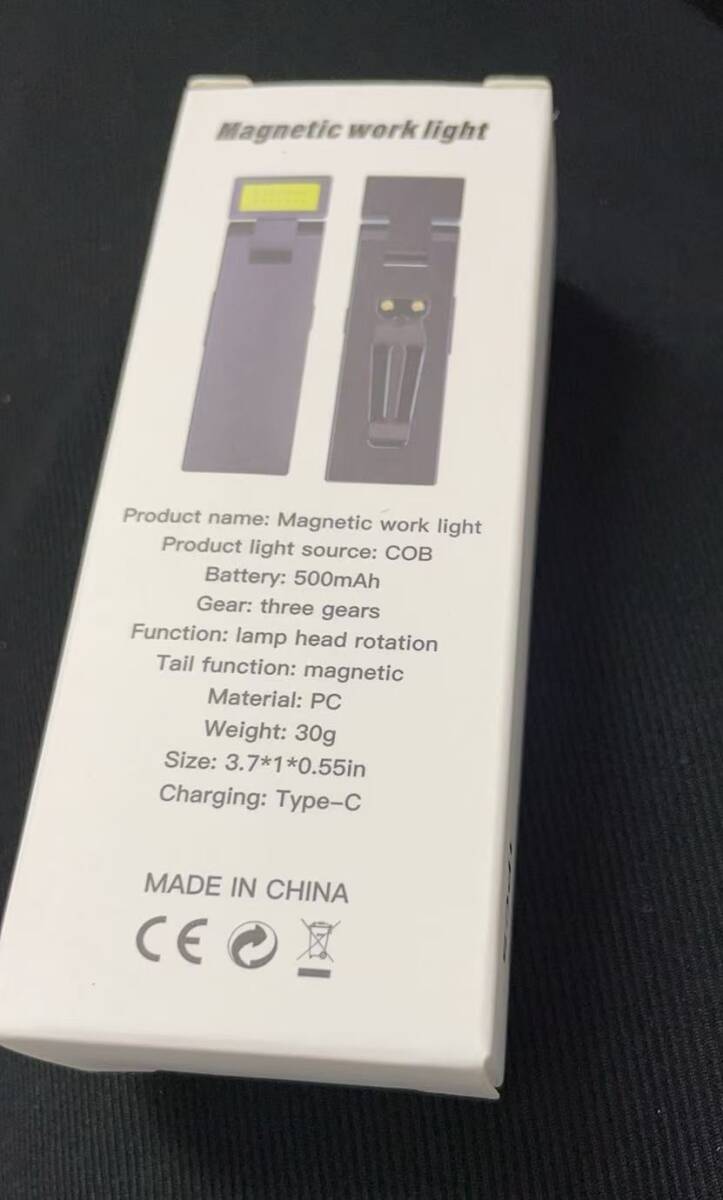 Magnetic work light
Product name: Magnetic work light
Product light source: COB
Battery: 500mAh
Gear: three gears
Function: lamp head rotation
Tail function: magnetic
Material: PC
Weight: 30g
Size: 3.7*1*0.55in
Charging: Type-C
MADE IN CHINA
CE